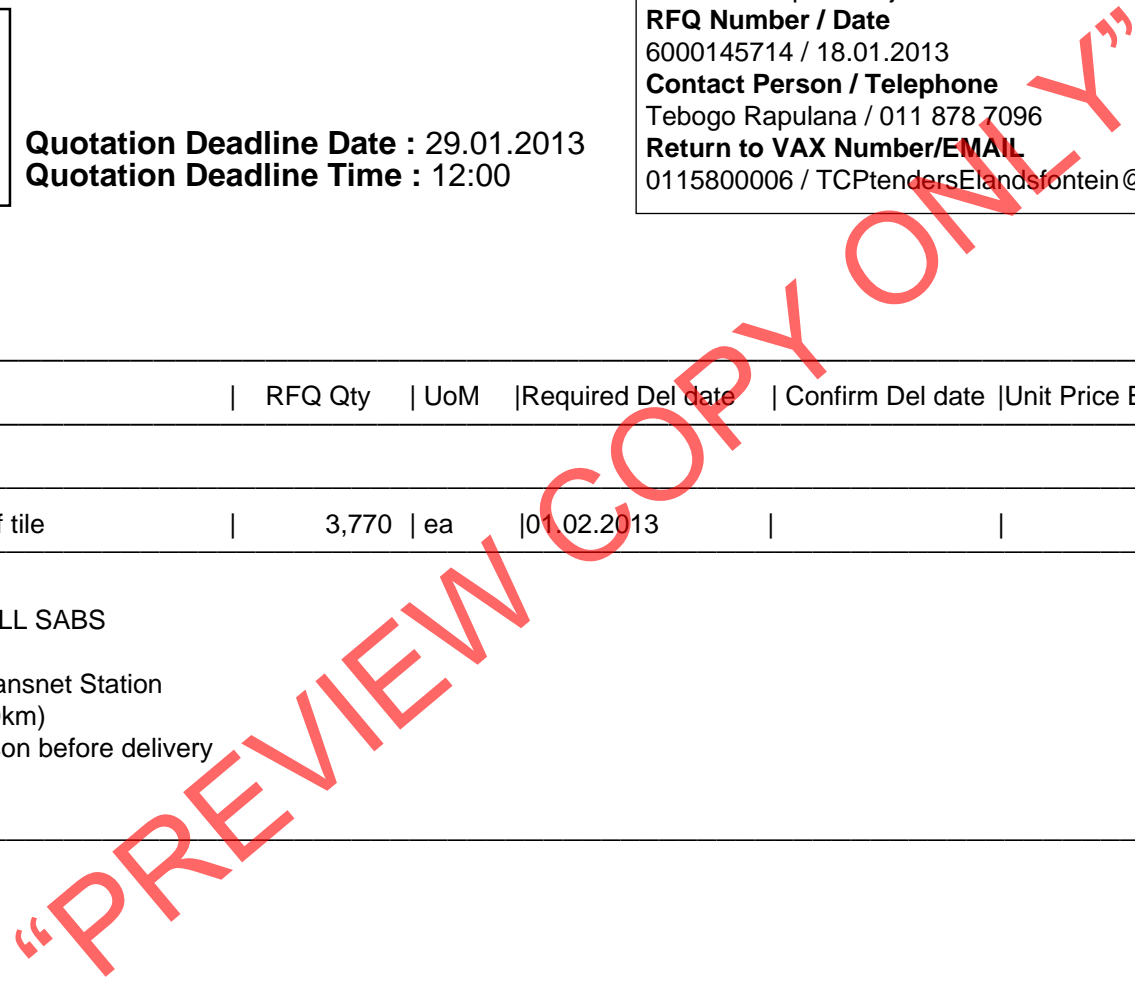 RFQ Number / Date
6000145714 / 18.01.2013
Contact Person / Telephone
Tebogo Rapulana / 011 878 7096
Return to VAX Number/EMAIL
0115800006 / TCPtendersElandsfontein@
Quotation Deadline Date : 29.01.2013
Quotation Deadline Time : 12:00
| RFQ Qty | UoM |Required Del date | Confirm Del date |Unit Price E
tile | 3,770 | ea |01.02.2013 | |
LL SABS
ansnet Station
km)
son before delivery
“PREVIEW COPY ONLY”